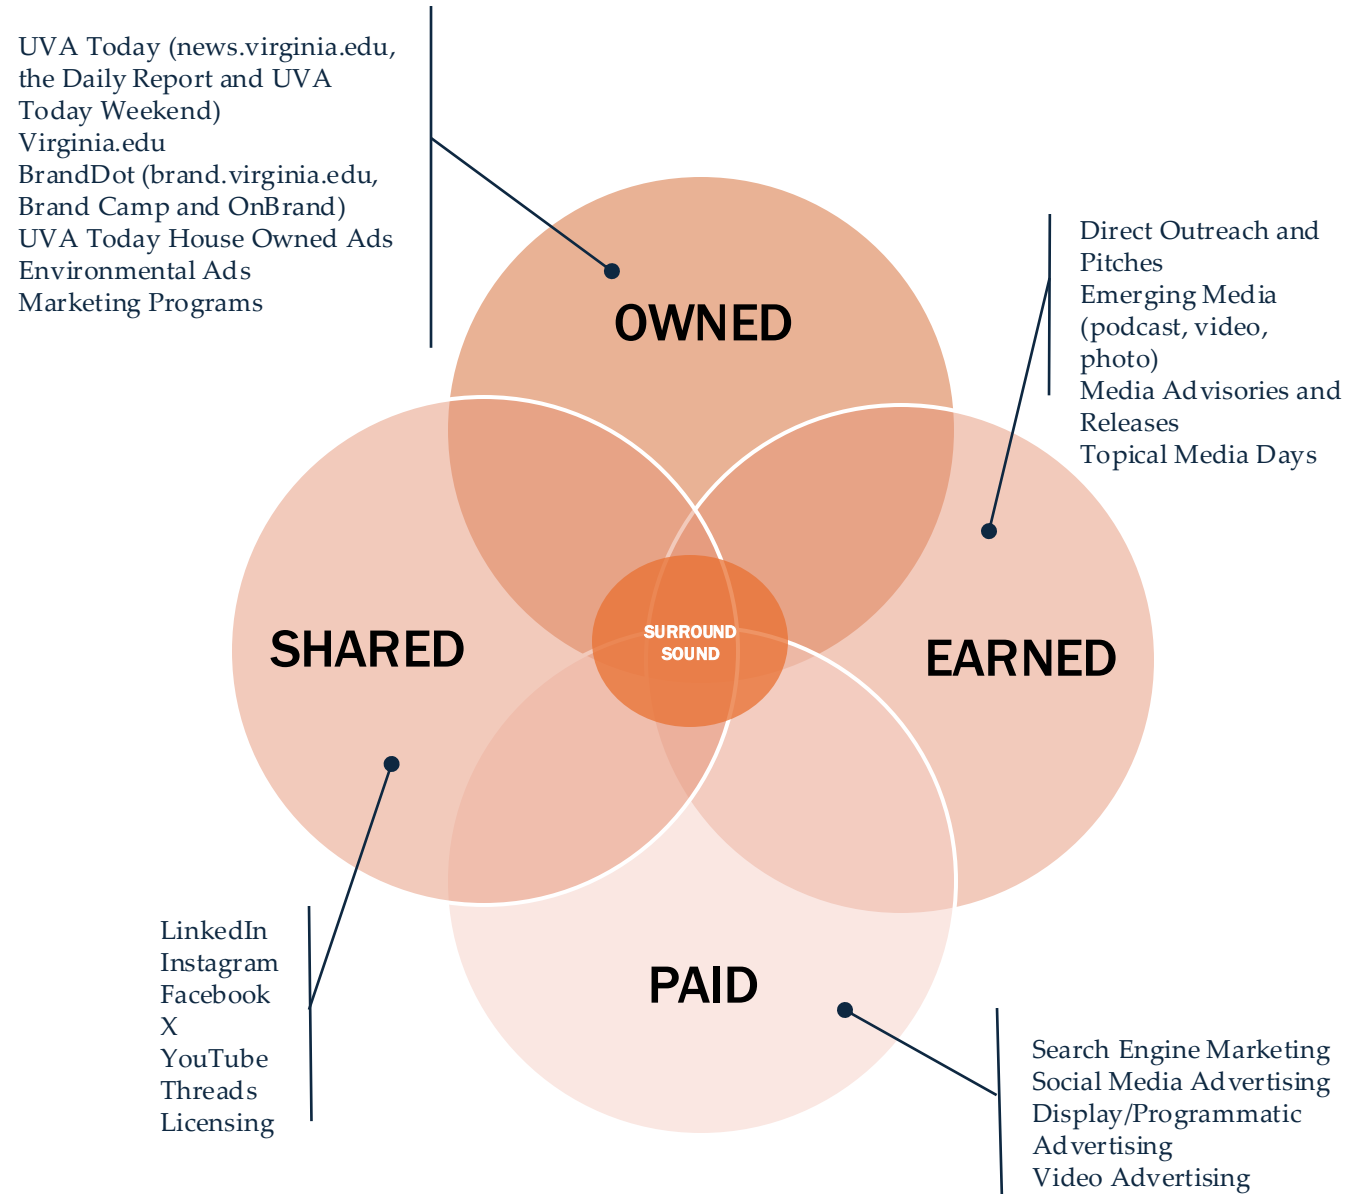 UVA Today (news.virginia.edu,
the Daily Report and UVA
Today Weekend)
Virginia.edu
BrandDot (brand.virginia.edu,
Brand Camp and OnBrand)
UVA Today House Owned Ads
Environmental Ads
Marketing Programs
Direct Outreach and
Pitches
Emerging Media
(podcast, video,
photo)
Media Advisories and
Releases
Topical Media Days
OWNED
SHARED
SURROUND
SOUND
EARNED
PAID
LinkedIn
Instagram
Facebook
X
YouTube
Threads
Licensing
Search Engine Marketing
Social Media Advertising
Display/Programmatic
Advertising
Video Advertising